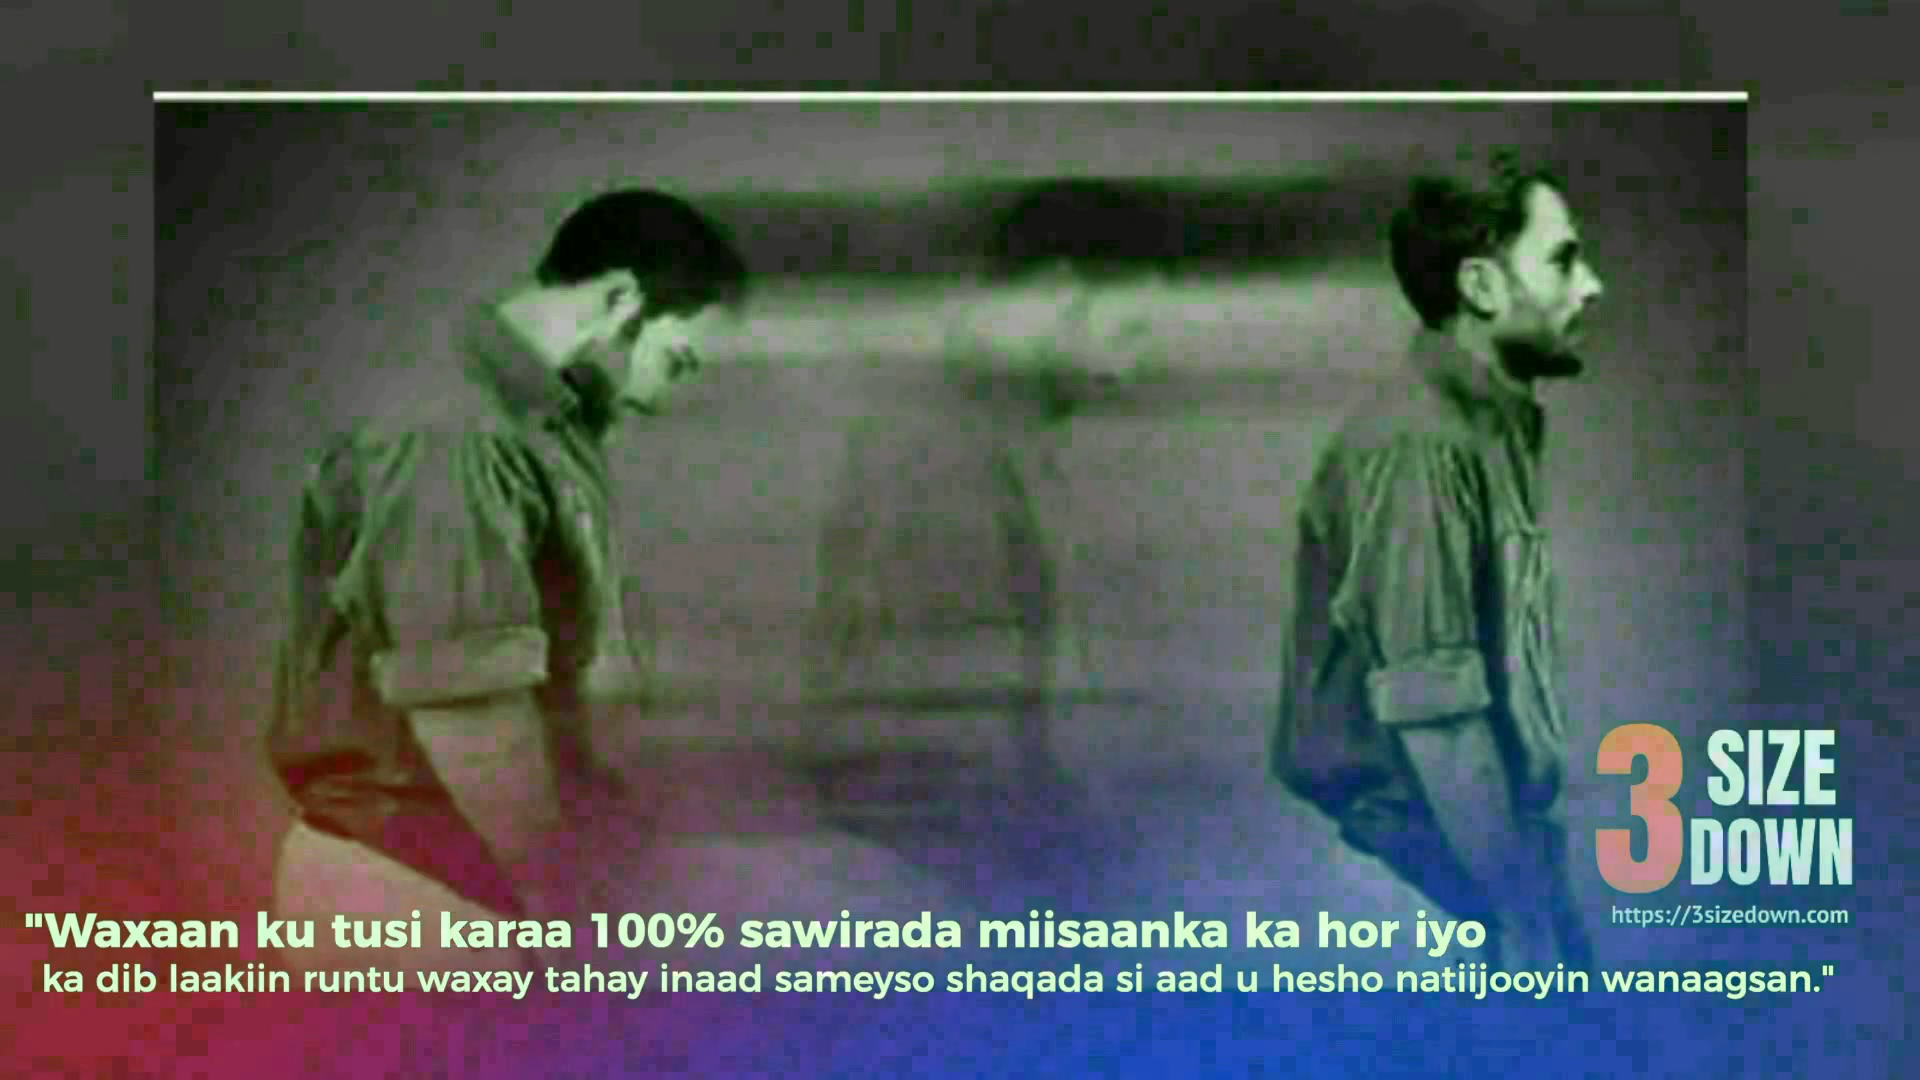 3 SIZE
DOWN
https://3sizedown.com
"Waxaan ku tusi karaa 100% sawirada miisaanka ka hor iyo
ka dib laakiin runtu waxay tahay inaad sameyso shaqada si aad u hesho natiijooyin wanaagsan."